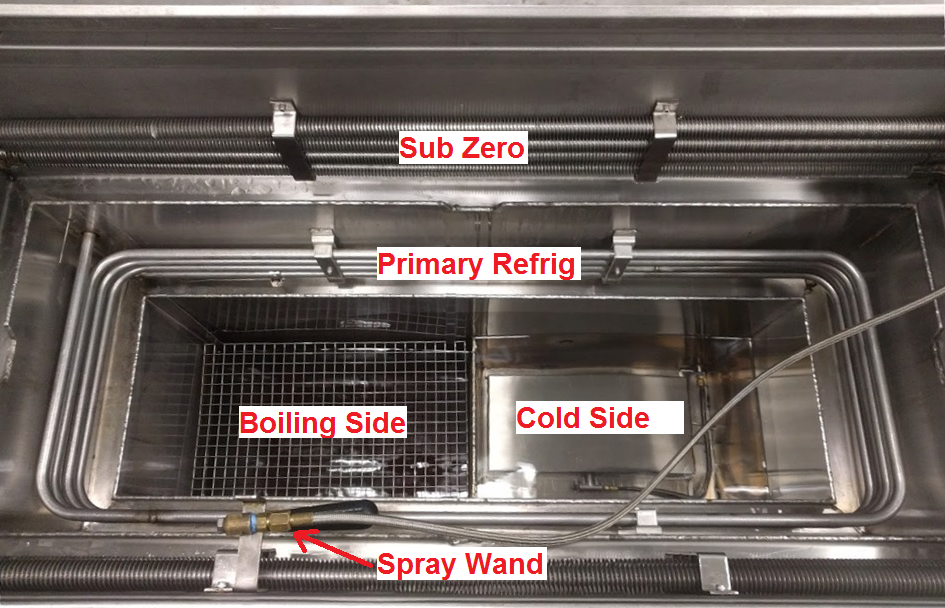 Sub Zero
Primary Refrig
Boiling Side
Cold Side
Spray Wand